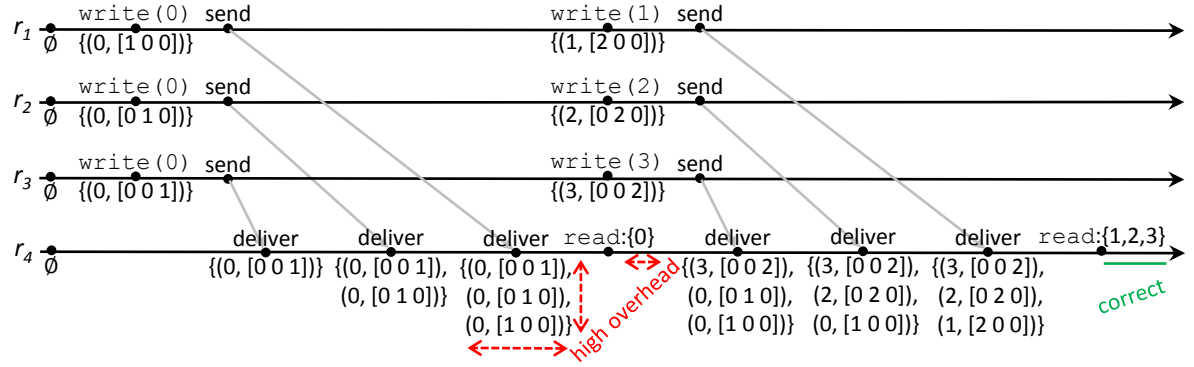 write(0) send write(1) send
r1
∅ {(0, [1 0 0])} {(1, [2 0 0])}
write(0) send write(2) send
r2
∅ {(0, [0 1 0])} {(2, [0 2 0])}
write(0) send write(3) send
r3
∅ {(0, [0 0 1])} {(3, [0 0 2])}
deliver deliver deliver read:{0} deliver deliver deliver read:{1,2,3}
r4
∅ {(0, [0 0 1])} {(0, [0 0 1]), {(0, [0 0 1]), {(3, [0 0 2]), {(3, [0 0 2]), {(3, [0 0 2]),
(0, [0 1 0])} (0, [0 1 0]), (0, [0 1 0]), (2, [0 2 0]), (2, [0 2 0]),
(0, [1 0 0])} (0, [1 0 0])} (0, [1 0 0])} (1, [2 0 0])}
high overhead
correct